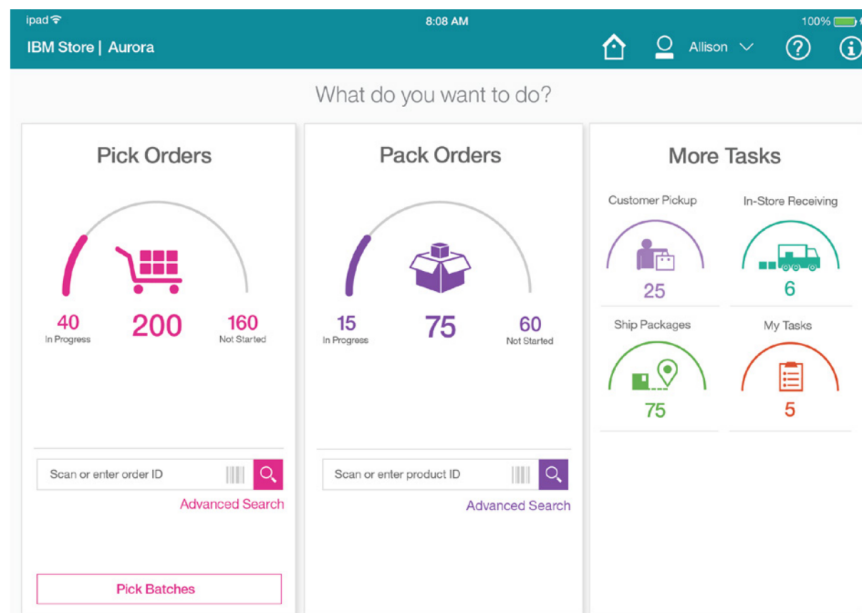 ipad
8:08 AM
100%
IBM Store | Aurora
Allison
What do you want to do?
Pick Orders
40
In Progress
200
160
Not Started
Scan or enter order ID
Advanced Search
Pick Batches
Pack Orders
15
In Progress
75
60
Not Started
Scan or enter product ID
Advanced Search
More Tasks
Customer Pickup
25
In-Store Receiving
6
Ship Packages
75
My Tasks
5